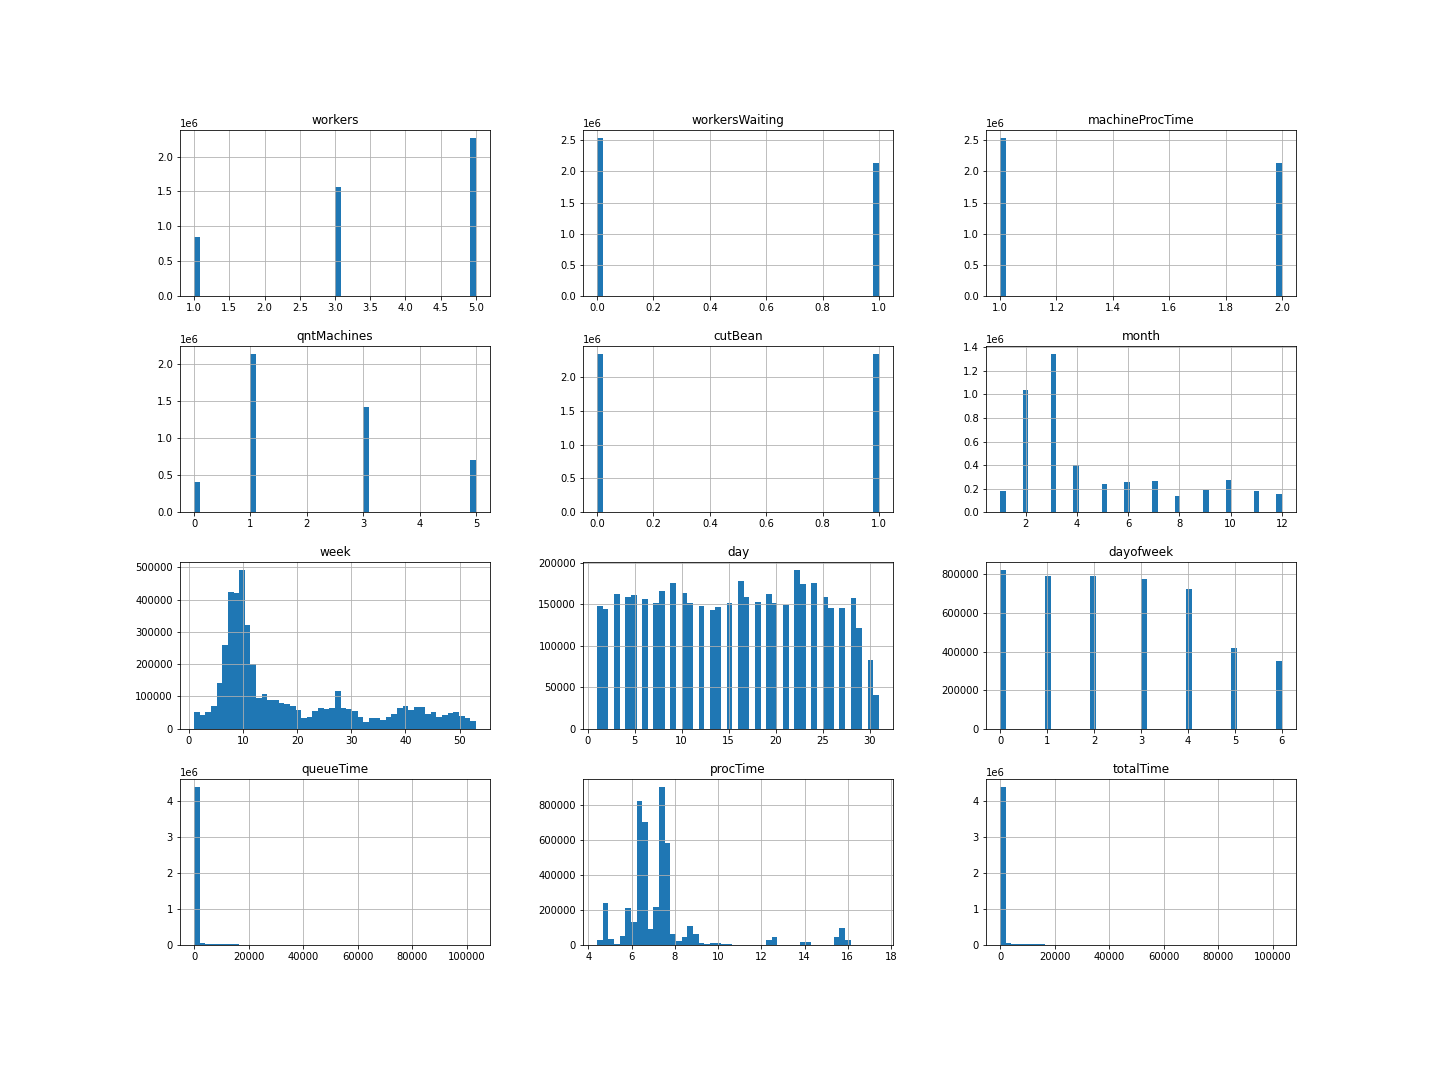 workers workersWaiting machineProcTime
1e6 1e6 1e6
2.0 1.5 1.0 0.5 0.0
1.0 1.5 2.0 2.5 3.0 3.5 4.0 4.5 5.0
2.5 2.0 1.5 1.0 0.5 0.0
0.0 0.2 0.4 0.6 0.8 1.0
2.5 2.0 1.5 1.0 0.5 0.0
1.0 1.2 1.4 1.6 1.8 2.0
qntMachines cutBean month
1e6 1e6 1e6
2.0 1.5 1.0 0.5 0.0
0 1 2 3 4 5
2.0 1.5 1.0 0.5 0.0
0.0 0.2 0.4 0.6 0.8 1.0
1.4 1.2 1.0 0.8 0.6 0.4 0.2 0.0
2 4 6 8 10 12
week day dayofweek
500000 400000 300000 200000 100000 0
0 10 20 30 40 50
200000 150000 100000 50000 0
0 5 10 15 20 25 30
800000 600000 400000 200000 0
0 1 2 3 4 5 6
queueTime procTime totalTime
1e6 1e6
4 3 2 1 0
0 20000 40000 60000 80000 100000
800000 600000 400000 200000 0
4 6 8 10 12 14 16 18
4 3 2 1 0
0 20000 40000 60000 80000 100000